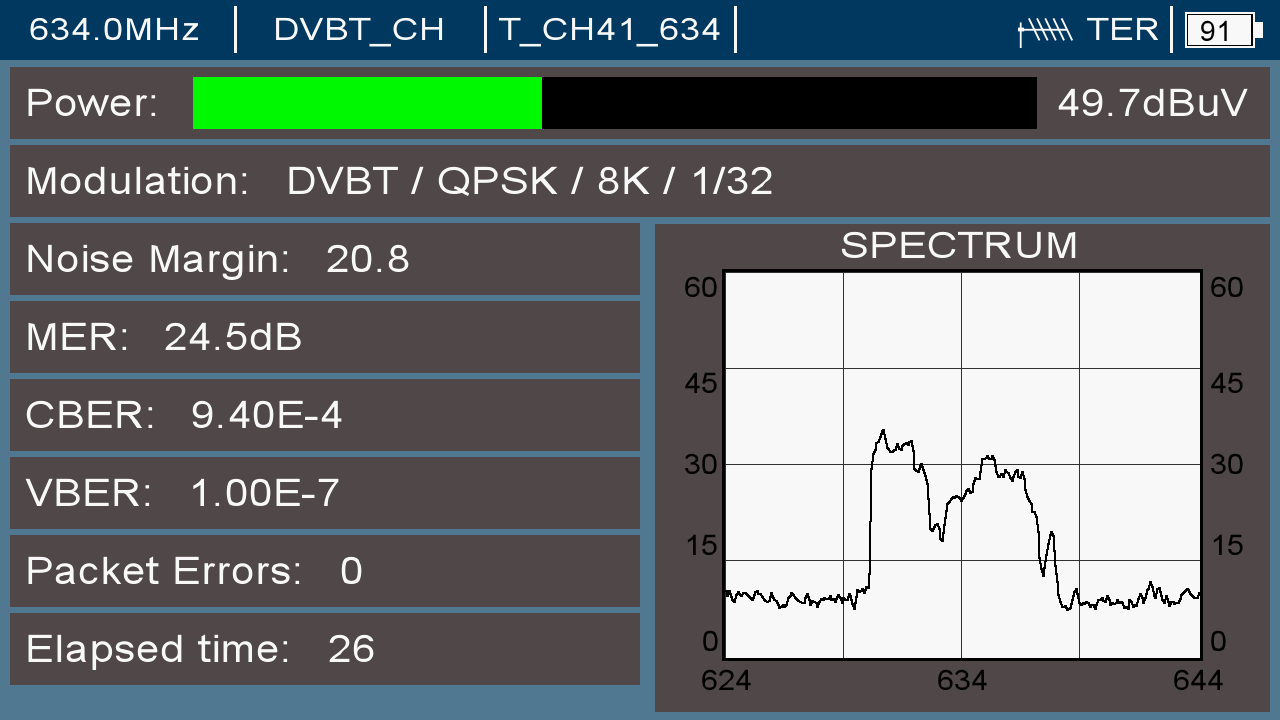 634.0MHz DVBT_CH T_CH41_634 TER 91
Power: 49.7dBuV
Modulation: DVBT / QPSK / 8K / 1/32
Noise Margin: 20.8
MER: 24.5dB
CBER: 9.40E-4
VBER: 1.00E-7
Packet Errors: 0
Elapsed time: 26
SPECTRUM
60 60
45 45
30 30
15 15
0 0
624 634 644